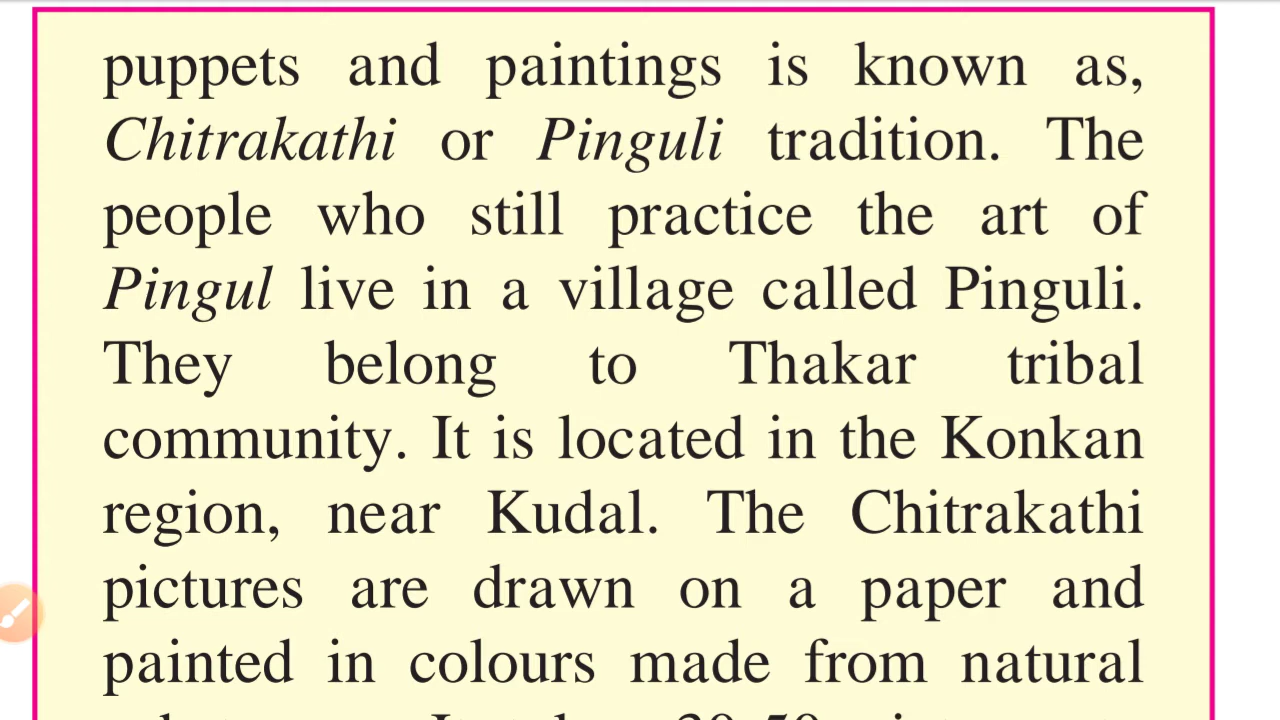 puppets and paintings is known as,
Chitrakathi or Pinguli tradition. The
people who still practice the art of
Pingul live in a village called Pinguli.
They belong to Thakar tribal
community. It is located in the Konkan
region, near Kudal. The Chitrakathi
pictures are drawn on a paper and
painted in colours made from natural